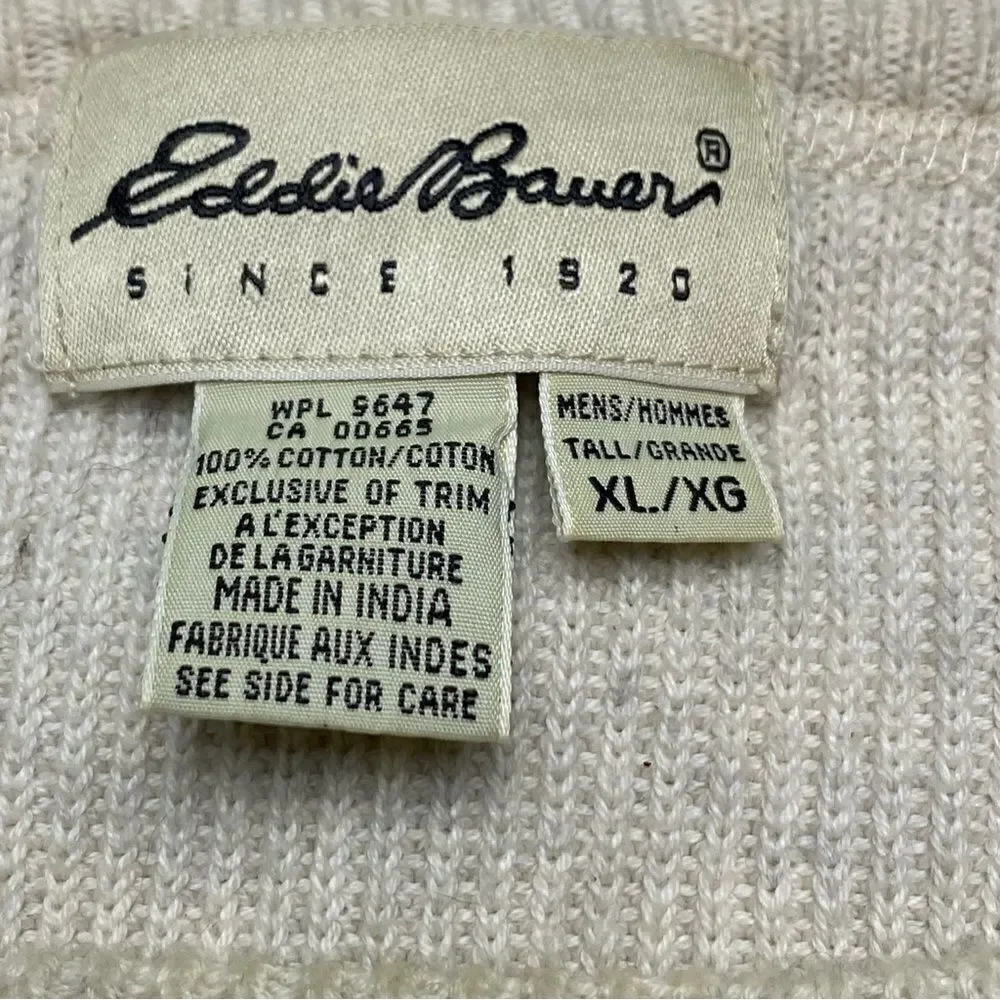 Eddie Bauer ®
SINCE 1920
WPL 5647
CA 00665
100% COTTON/COTON
EXCLUSIVE OF TRIM
A L'EXCEPTION
DE LA GARNITURE
MADE IN INDIA
FABRIQUE AUX INDES
SEE SIDE FOR CARE
MENS/HOMMES
TALL/GRANDE
XL./XG